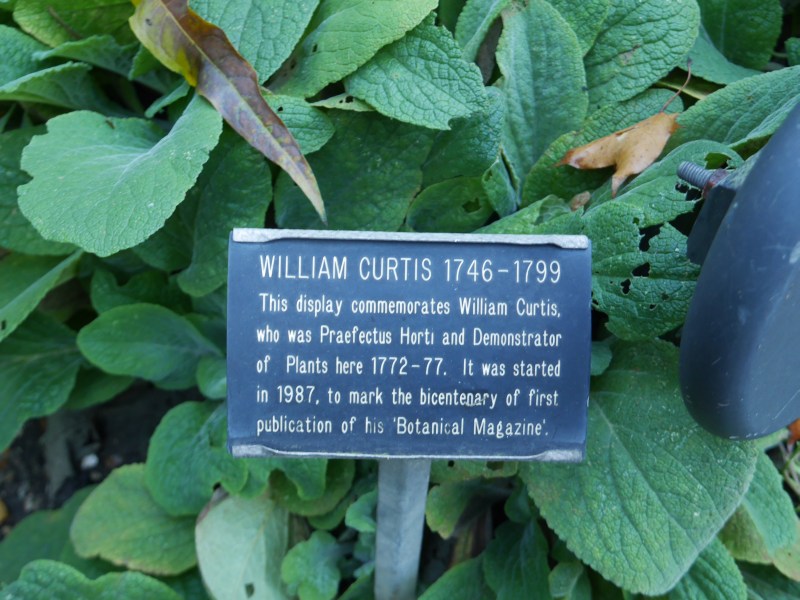 WILLIAM CURTIS 1746-1799
This display commemorates William Curtis,
who was Praefectus Horti and Demonstrator
of Plants here 1772-77. It was started
in 1987, to mark the bicentenary of first
publication of his 'Botanical Magazine'.